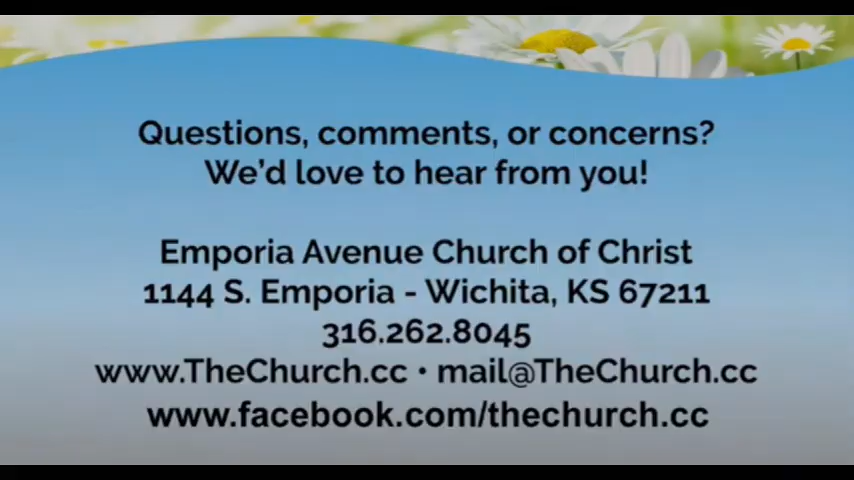 Questions, comments, or concerns?
We'd love to hear from you!
Emporia Avenue Church of Christ
1144 S. Emporia - Wichita, KS 67211
316.262.8045
www.TheChurch.cc • mail@TheChurch.cc
www.facebook.com/thechurch.cc